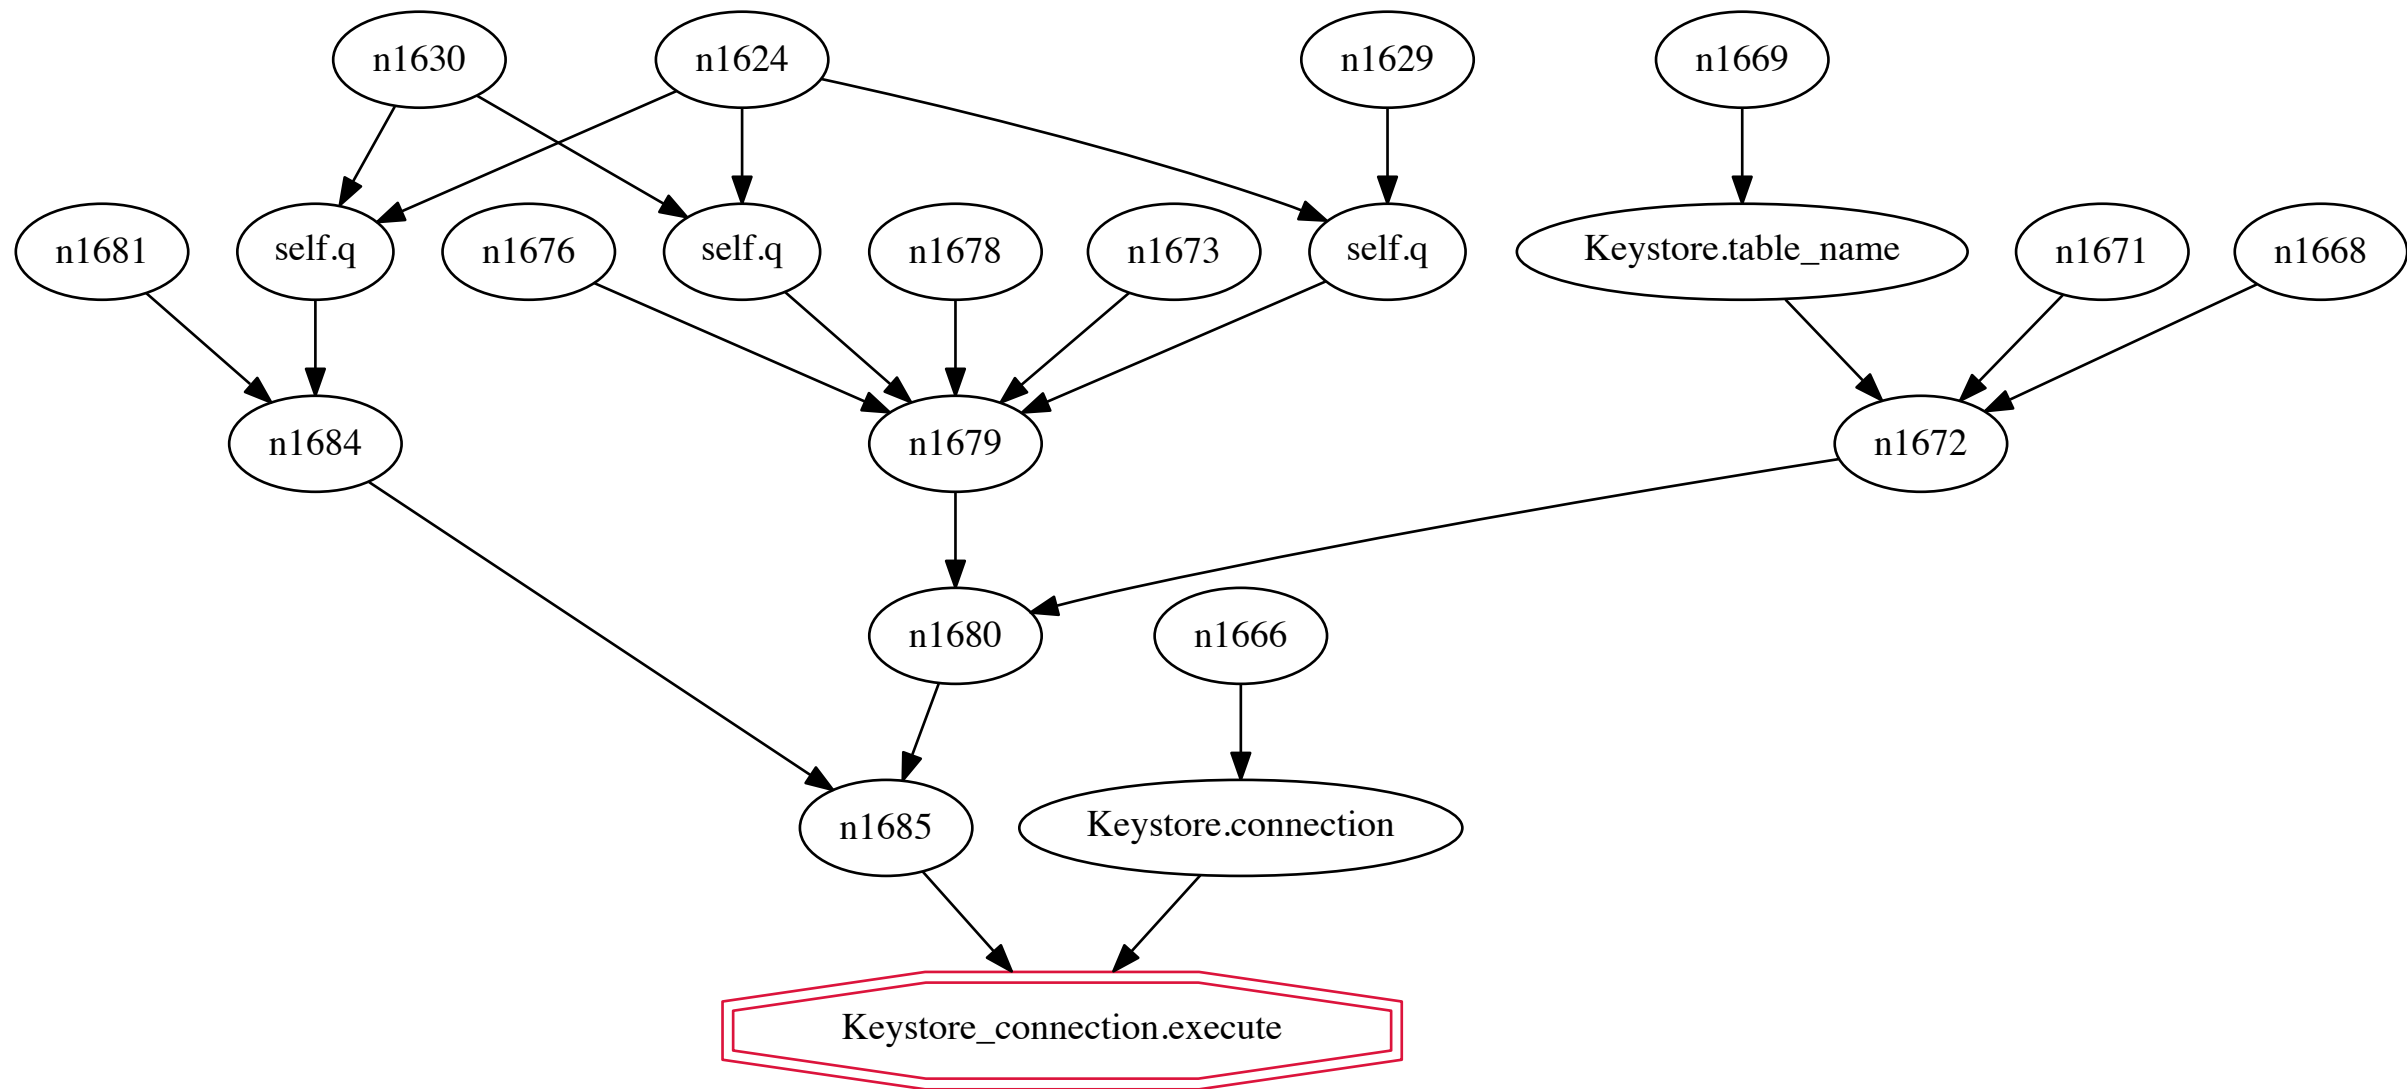 n1630
n1624
n1629
n1669
n1681
self.q
n1676
self.q
n1678
n1673
self.q
Keystore.table_name
n1671
n1668
n1684
n1679
n1672
n1680
n1666
n1685
Keystore.connection
Keystore_connection.execute